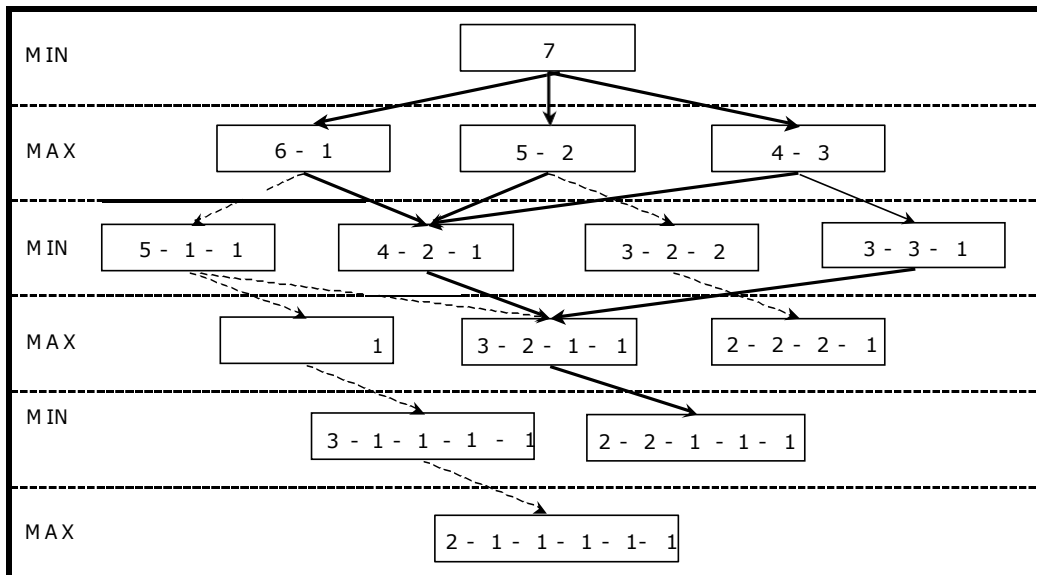 MIN
7
MAX
6 - 1
5 - 2
4 - 3
MIN
5 - 1 - 1
4 - 2 - 1
3 - 2 - 2
3 - 3 - 1
MAX
1
3 - 2 - 1 - 1
2 - 2 - 2 - 1
MIN
3 - 1 - 1 - 1 - 1
2 - 2 - 1 - 1 - 1
MAX
2 - 1 - 1 - 1 - 1- 1